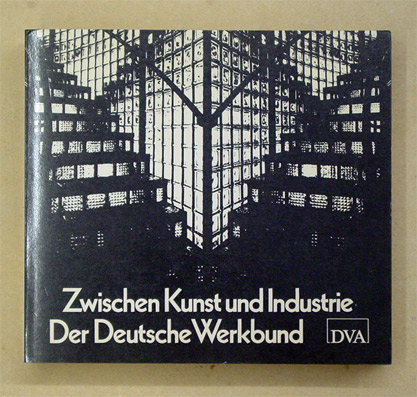 Zwischen Kunst und Industrie
Der Deutsche Werkbund
DVA